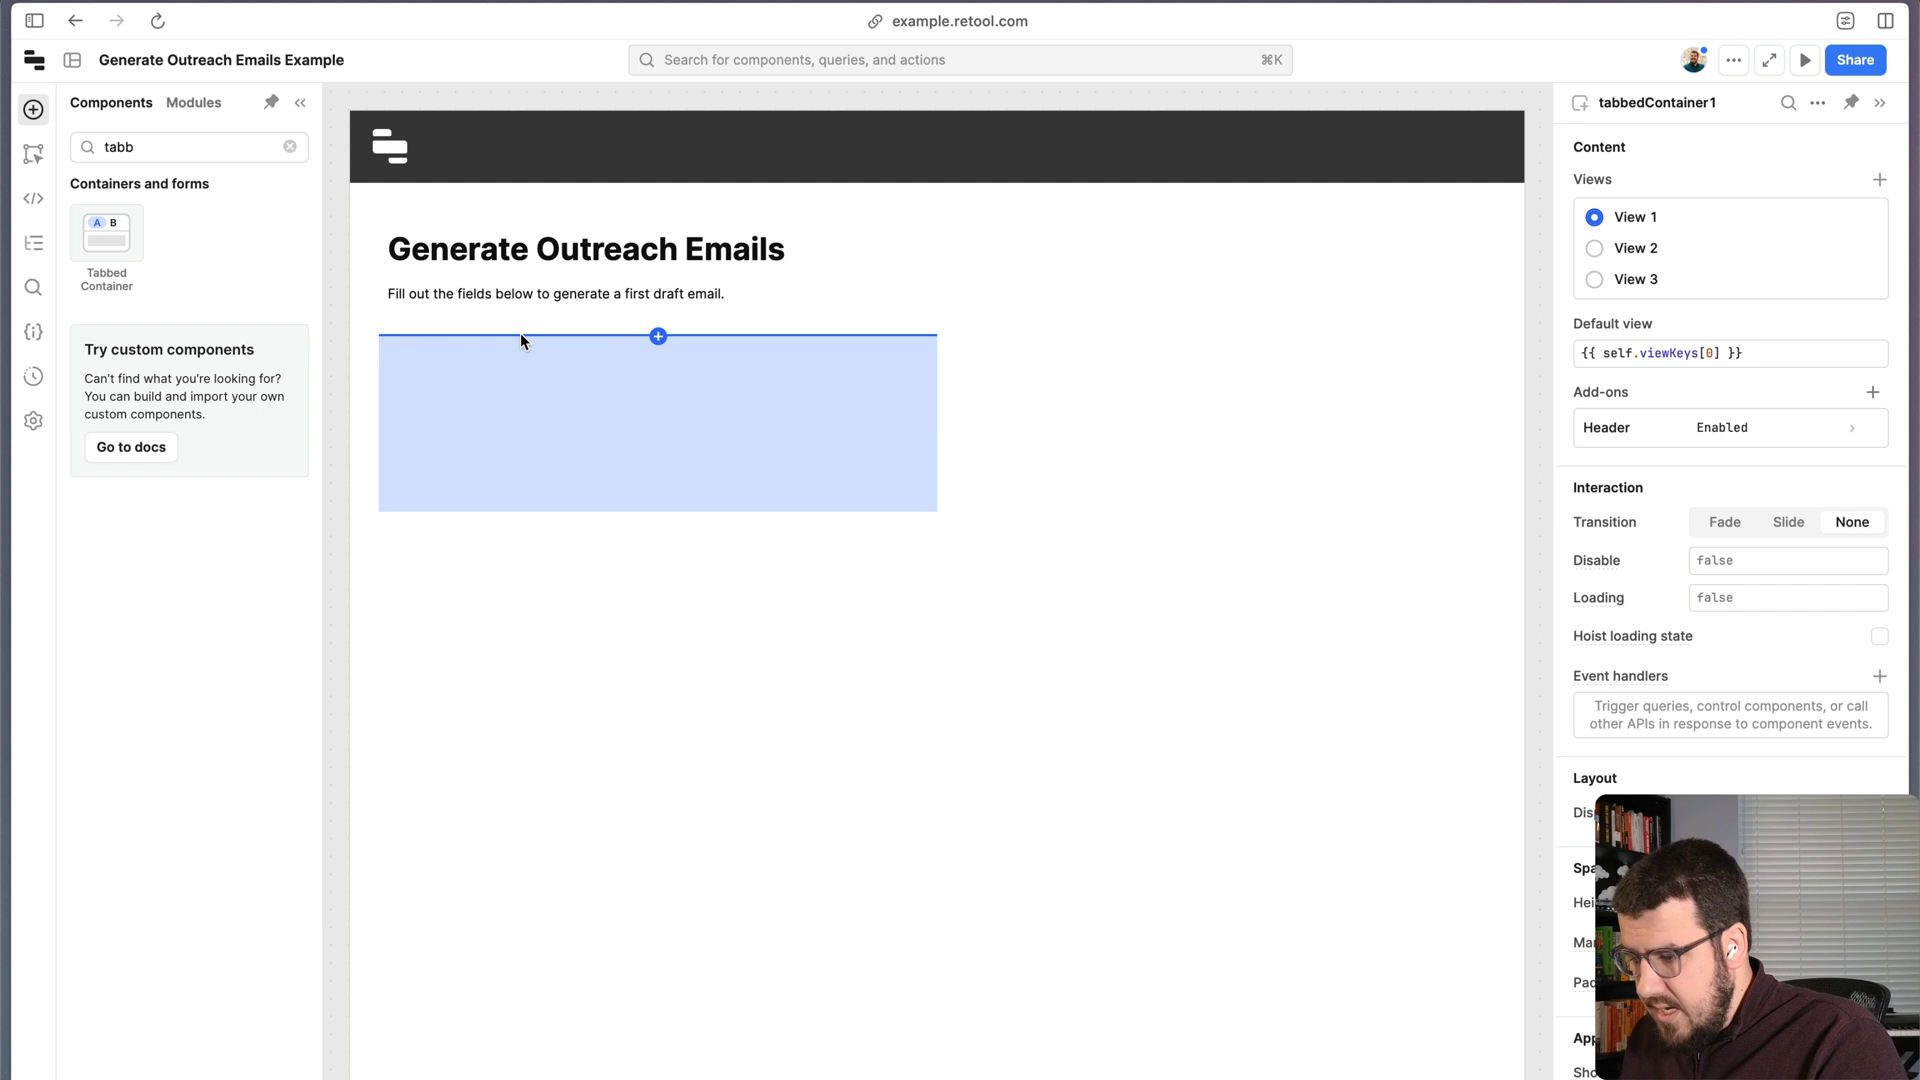 example.retool.com
Generate Outreach Emails Example
Search for components, queries, and actions
⌘K
Share
Components
Modules
tabb
Containers and forms
A B
Tabbed
Container
Try custom components
Can't find what you're looking for?
You can build and import your own
custom components.
Go to docs
Generate Outreach Emails
Fill out the fields below to generate a first draft email.
tabbedContainer1
Content
Views
View 1
View 2
View 3
Default view
{{ self.viewKeys[0] }}
Add-ons
Header Enabled
Interaction
Transition Fade Slide None
Disable false
Loading false
Hoist loading state
Event handlers
Trigger queries, control components, or call
other APIs in response to component events.
Layout